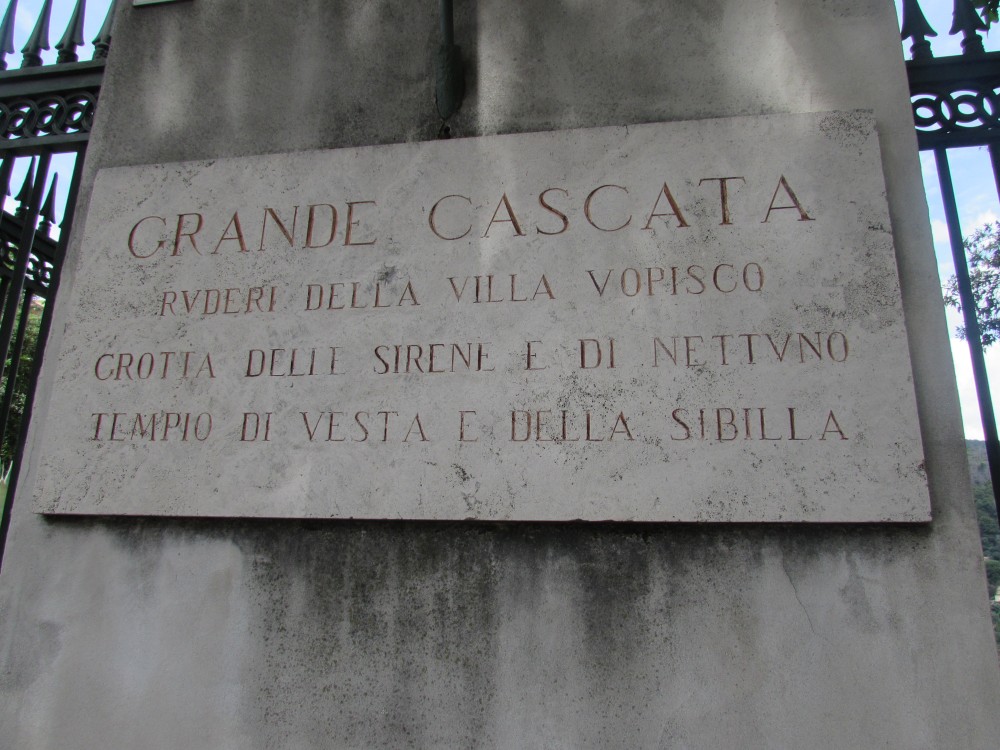 GRANDE CASCATA
RVDERI DELLA VILLA VOPISCO
GROTTA DELLE SIRENE E DI NETTVNO
TEMPIO DI VESTA E DELLA SIBILLA